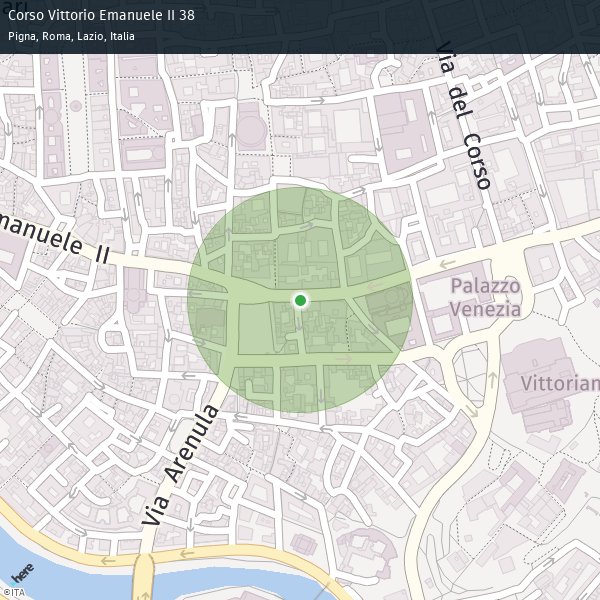 Corso Vittorio Emanuele II 38
Pigna, Roma, Lazio, Italia
Via del Corso
manuele II
Palazzo
Venezia
Vittorian
Via Arenula
here
©ITA